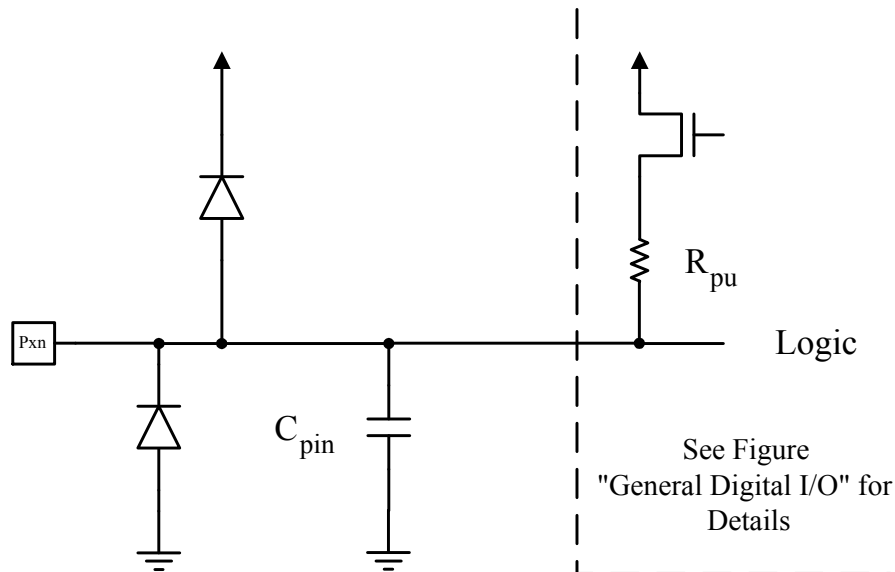 Pxn
C pin
R pu
Logic
See Figure
"General Digital I/O" for
Details